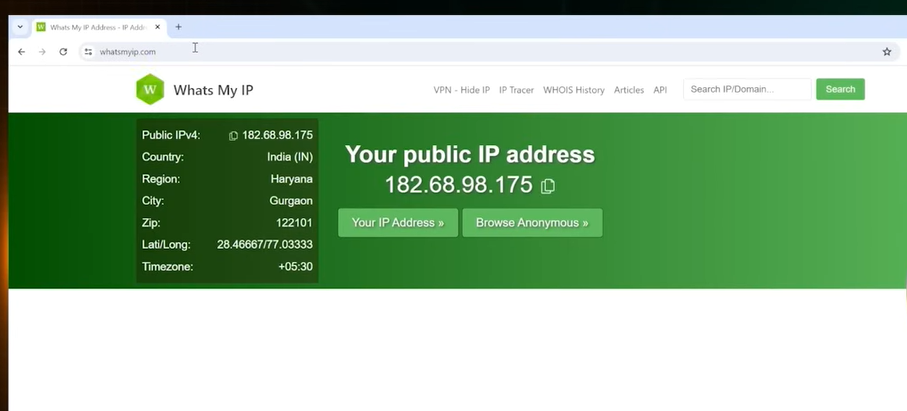 Whats My IP Address - IP Addr
whatsmyip.com
W
Whats My IP
VPN - Hide IP IP Tracer WHOIS History Articles API Search IP/Domain... Search
Public IPv4: 182.68.98.175
Country: India (IN)
Region: Haryana
City: Gurgaon
Zip: 122101
Lati/Long: 28.46667/77.03333
Timezone: +05:30
Your public IP address
182.68.98.175
Your IP Address » Browse Anonymous »